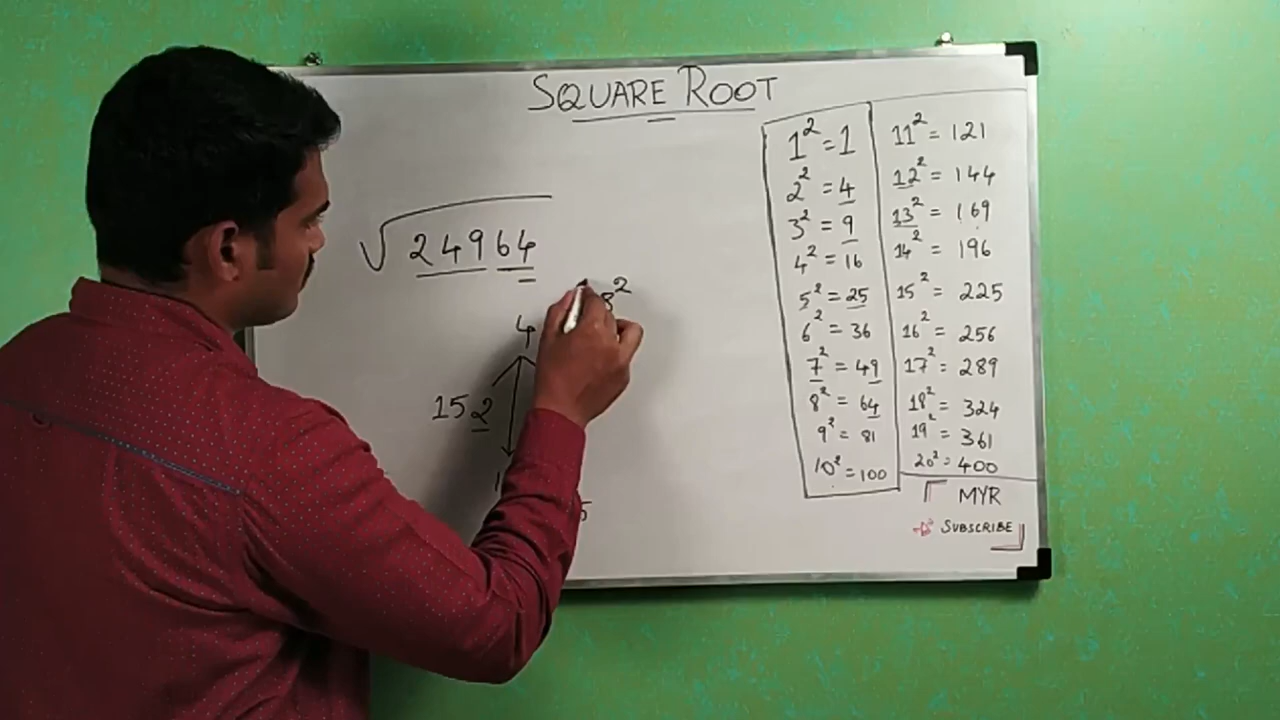 SQUARE ROOT
√24964
8²
4
152
1
5
1² = 1
2² = 4
3² = 9
4² = 16
5² = 25
6² = 36
7² = 49
8² = 64
9² = 81
10² = 100
11² = 121
12² = 144
13² = 169
14² = 196
15² = 225
16² = 256
17² = 289
18² = 324
19² = 361
20² = 400
MYR
SUBSCRIBE